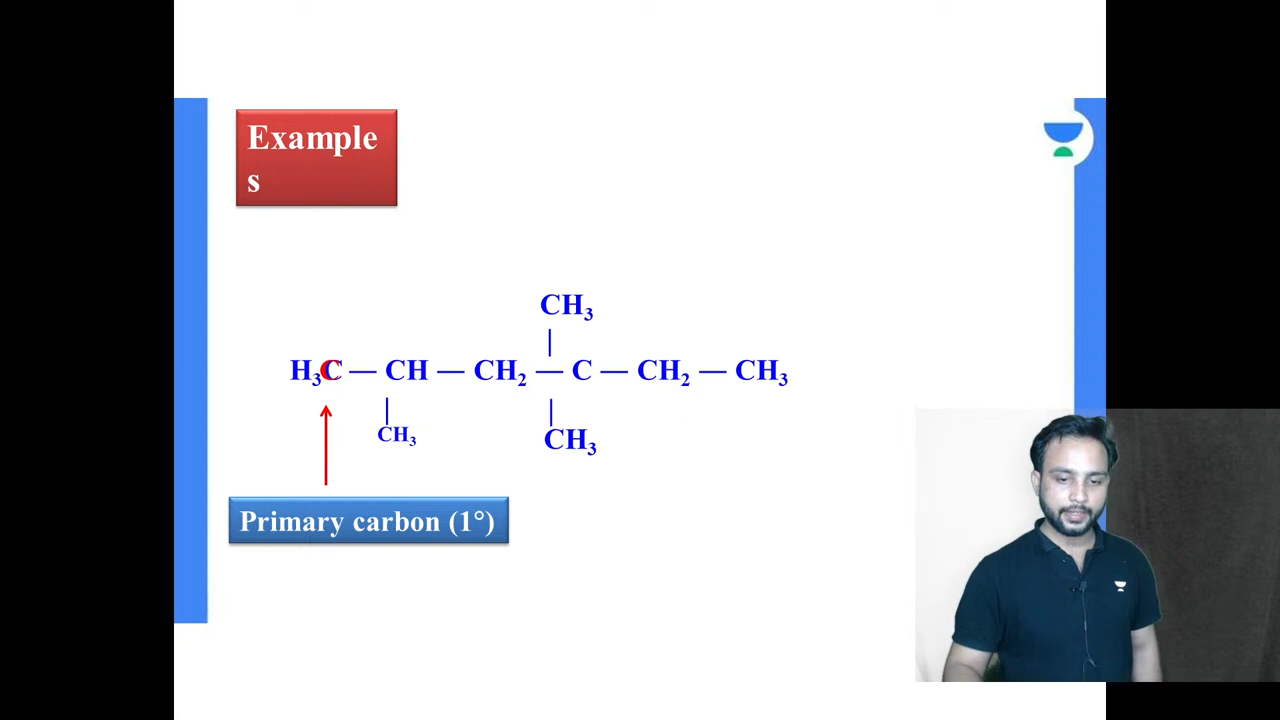 Example
s
CH₃
|
H₃C — CH — CH₂ — C — CH₂ — CH₃
| |
CH₃ CH₃
Primary carbon (1°)